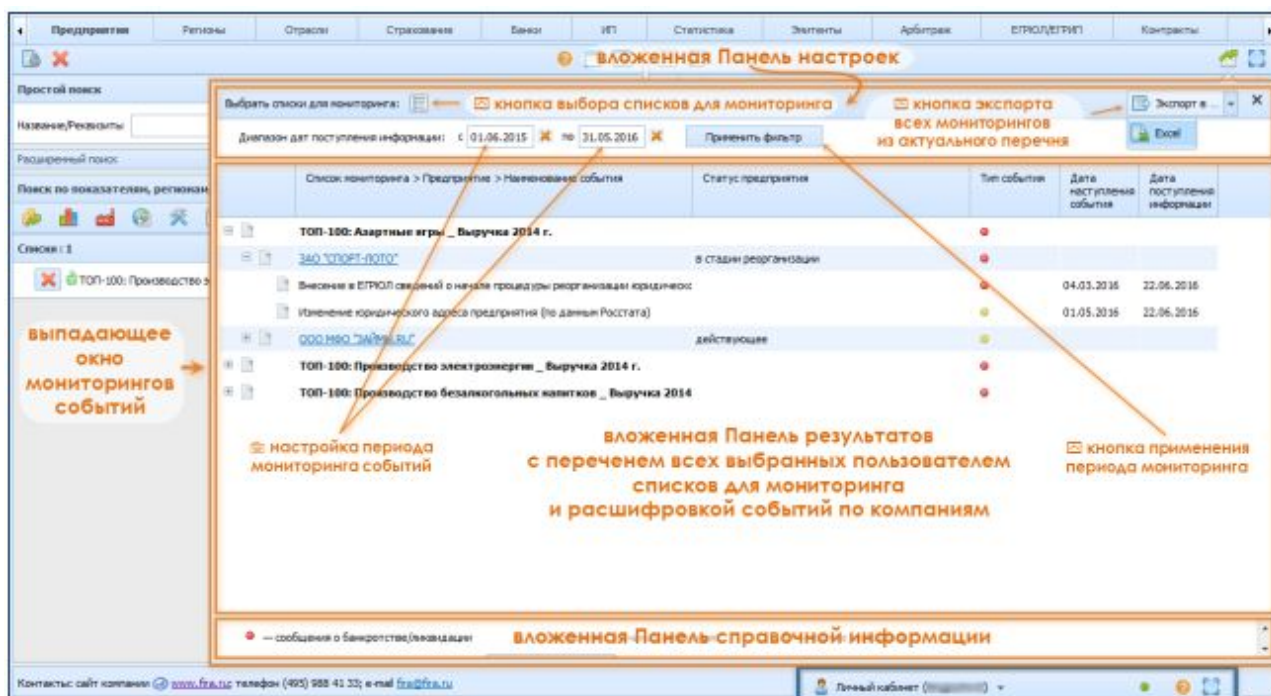 Предприятия Регионы Отрасли Страхование Банки ИП Статистика Эмитенты Арбитраж ЕГРЮЛ/ЕГРИП Контракты
вложенная Панель настроек
Простой поиск
Название/Реквизиты
Расширенный поиск
Поиск по показателям, регионам
Списки : 1
ТОП-100: Производство э
Выбрать списки для мониторинга:
кнопка выбора списков для мониторинга
кнопка экспорта
всех мониторингов
из актуального перечня
Экспорт в ...
Excel
Диапазон дат поступления информации: с 01.06.2015 по 31.05.2016 Применить фильтр
Список мониторинга > Предприятие > Наименование события Статус предприятия Тип события Дата наступления события Дата поступления информации
ТОП-100: Азартные игры _ Выручка 2014 г.
ЗАО "СПОРТ-ЛОТО" в стадии реорганизации
Внесение в ЕГРЮЛ сведений о начале процедуры реорганизации юридическо 04.03.2016 22.06.2016
Изменение юридического адреса предприятия (по данным Росстата) 01.05.2016 22.06.2016
ООО МФО "ЗАЙМЫ.RU" действующее
ТОП-100: Производство электроэнергии _ Выручка 2014 г.
ТОП-100: Производство безалкогольных напитков _ Выручка 2014
выпадающее
окно
мониторингов
событий
настройка периода
мониторинга событий
вложенная Панель результатов
с перечнем всех выбранных пользователем
списков для мониторинга
и расшифровкой событий по компаниям
кнопка применения
периода мониторинга
— сообщения о банкротстве/ликвидации
вложенная Панель справочной информации
Контакты: сайт компании www.fira.ru; телефон (495) 988 41 33; e-mail fira@fira.ru
Личный кабинет